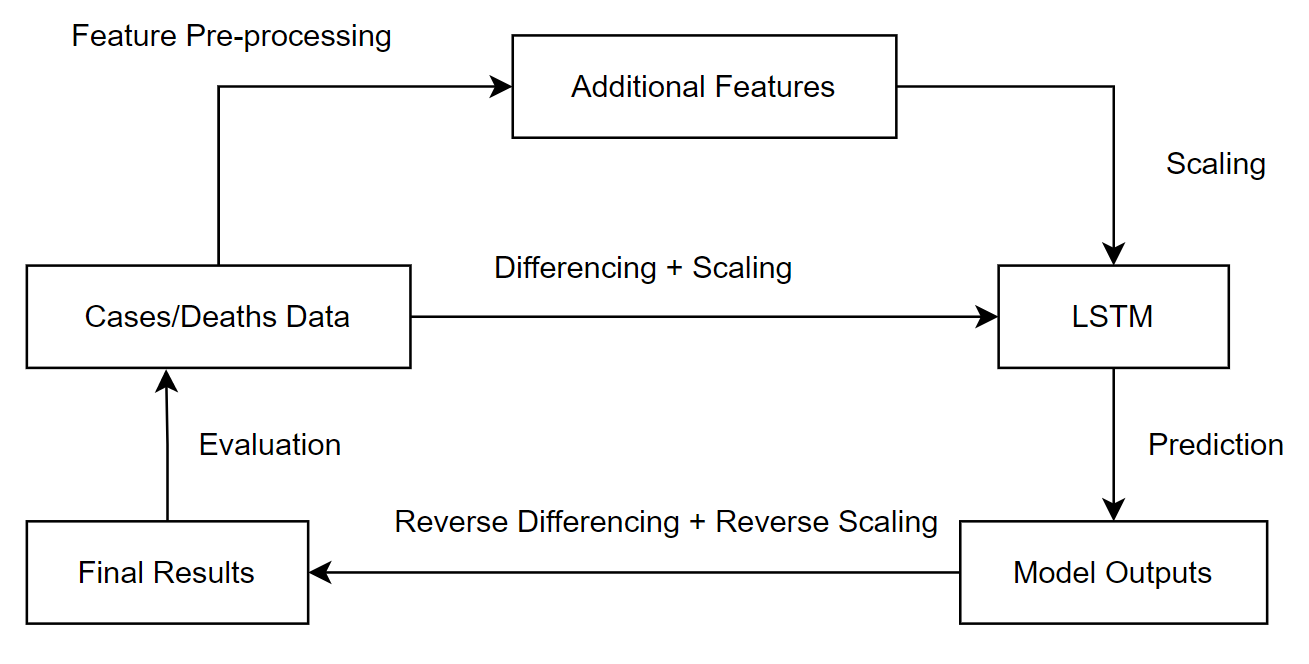 Feature Pre-processing
Additional Features
Scaling
Differencing + Scaling
Cases/Deaths Data
LSTM
Evaluation
Prediction
Reverse Differencing + Reverse Scaling
Final Results
Model Outputs